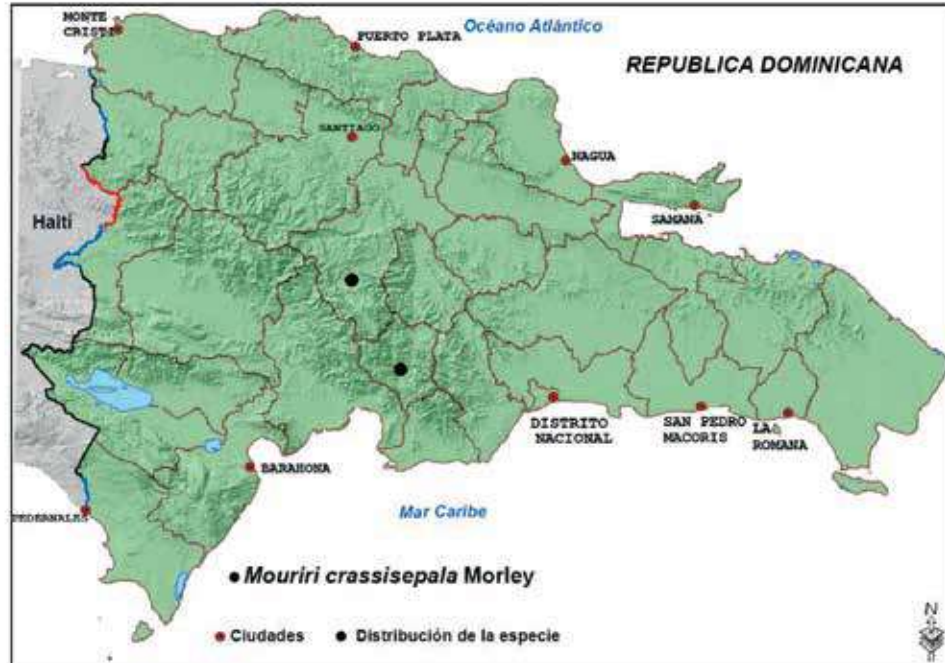 MONTE
CRISTI
PUERTO PLATA
Océano Atlántico
REPUBLICA DOMINICANA
SANTIAGO
NAGUA
SAMANÁ
Haltí
DISTRITO
NACIONAL
SAN PEDRO
MACORIS
LA
ROMANA
BARAHONA
PEDERNALES
Mar Caribe
Mouriri crassisepala Morley
Ciudades
Distribución de la especie
N